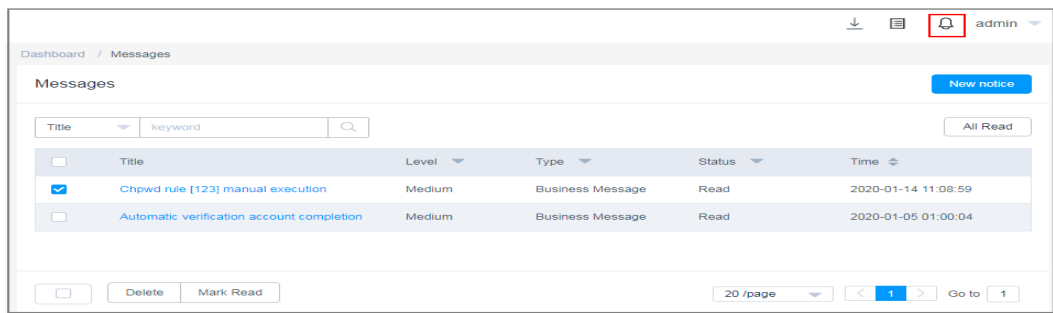 admin
Dashboard / Messages
Messages
New notice
Title keyword
All Read
Title Level Type Status Time
Chpwd rule [123] manual execution Medium Business Message Read 2020-01-14 11:08:59
Automatic verification account completion Medium Business Message Read 2020-01-05 01:00:04
Delete Mark Read 20 /page < 1 > Go to 1